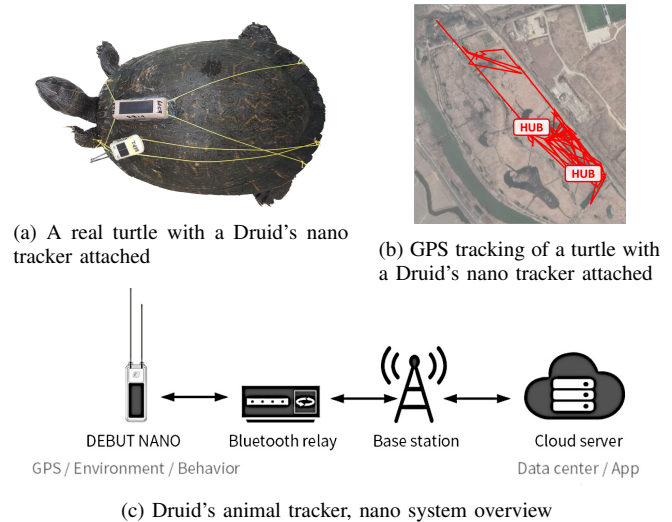 (a) A real turtle with a Druid's nano
tracker attached
HUB
HUB
(b) GPS tracking of a turtle with
a Druid's nano tracker attached
DEBUT NANO
Bluetooth relay
Base station
Cloud server
GPS / Environment / Behavior
Data center / App
(c) Druid's animal tracker, nano system overview